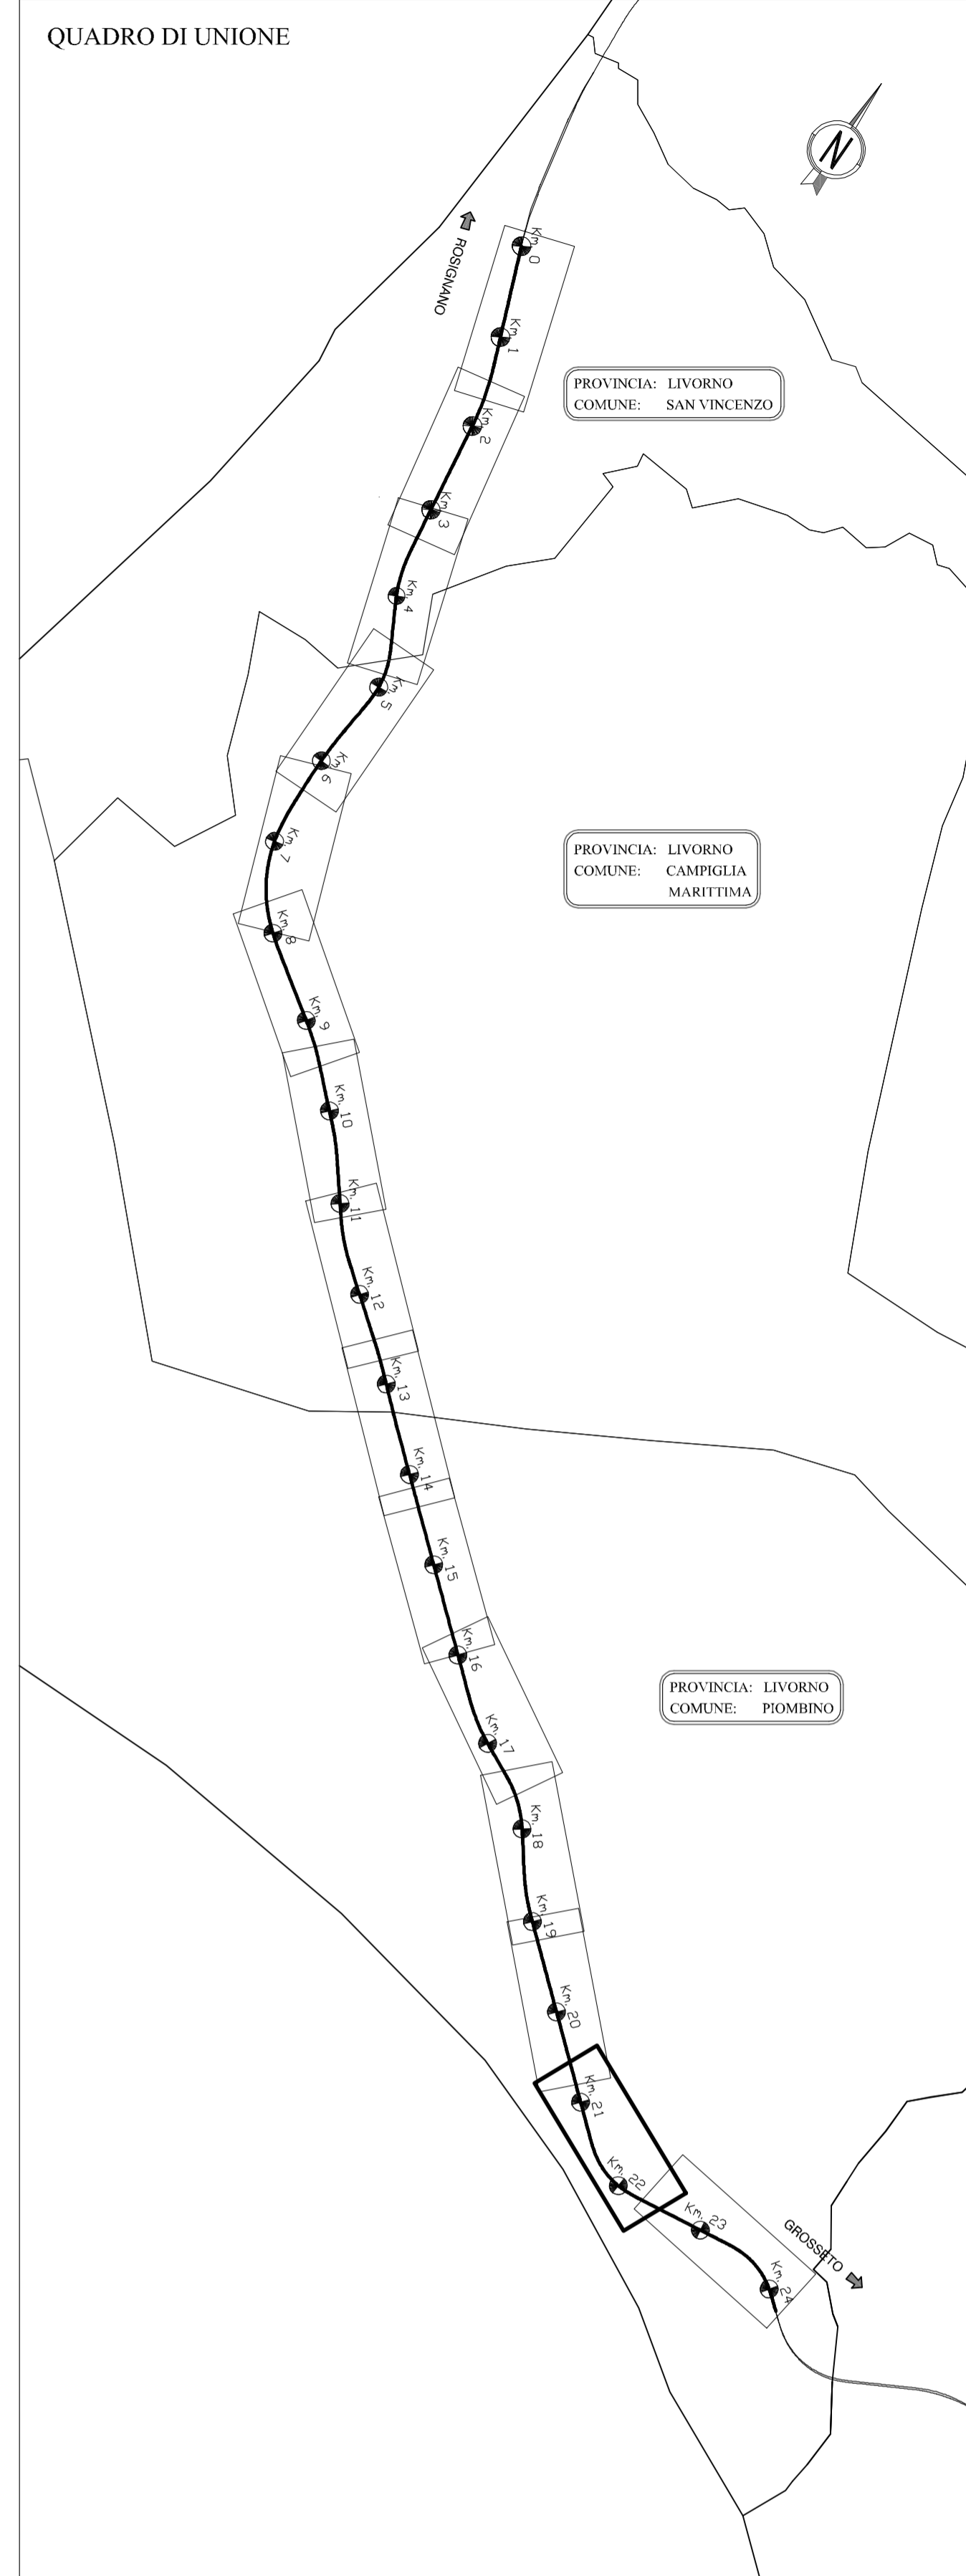 QUADRO DI UNIONE
N
ROSIGNANO
Km. 0
Km. 1
PROVINCIA: LIVORNO
COMUNE: SAN VINCENZO
Km. 2
Km. 3
Km. 4
Km. 5
Km. 6
Km. 7
PROVINCIA: LIVORNO
COMUNE: CAMPIGLIA
MARITTIMA
Km. 8
Km. 9
Km. 10
Km. 11
Km. 12
Km. 13
Km. 14
Km. 15
Km. 16
PROVINCIA: LIVORNO
COMUNE: PIOMBINO
Km. 17
Km. 18
Km. 19
Km. 20
Km. 21
Km. 22
Km. 23
GROSSETO
Km. 24